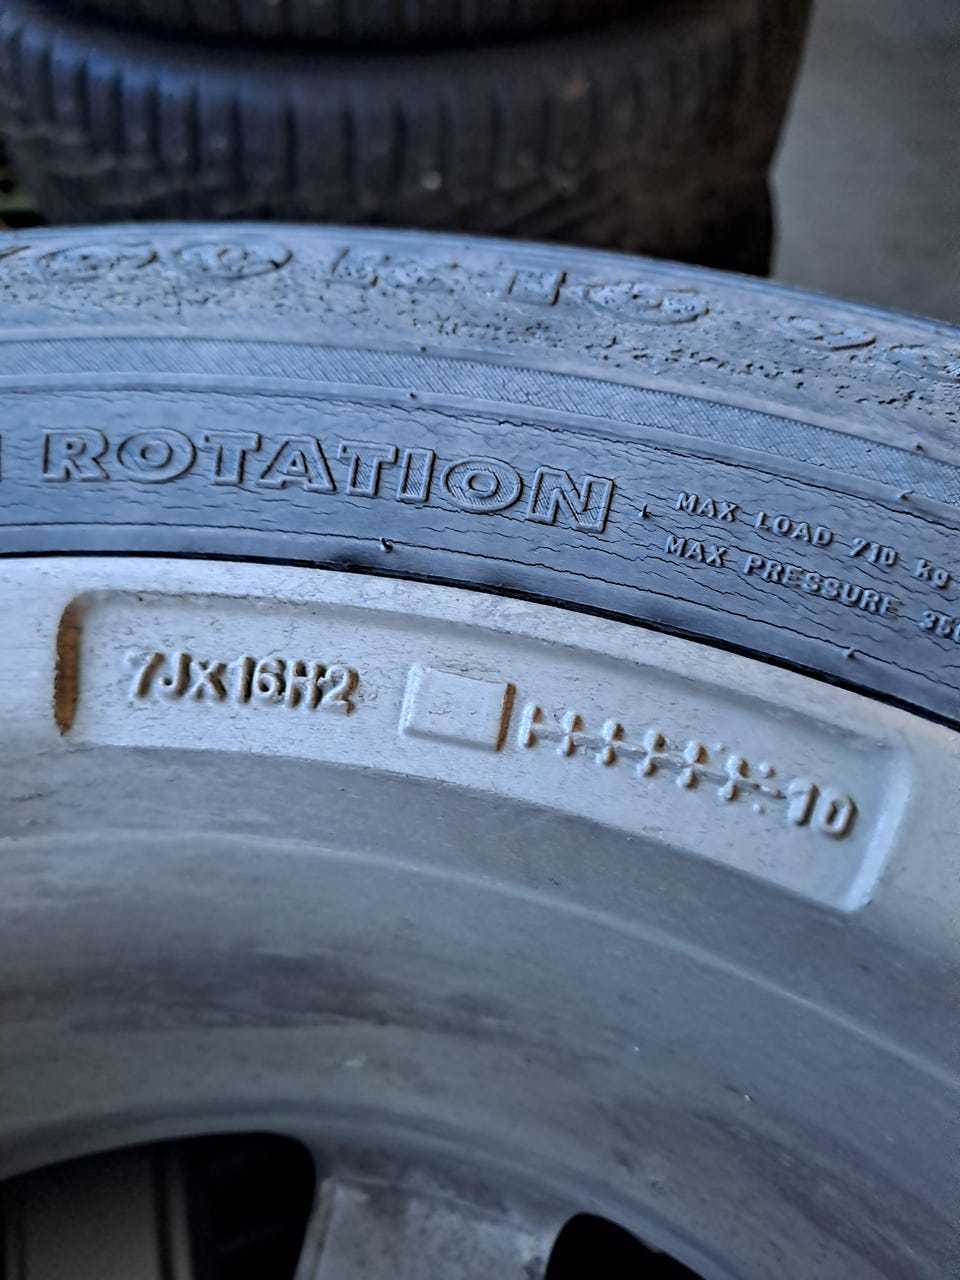 ROTATION
MAX LOAD 710 kg
MAX PRESSURE
7Jx16H2
10